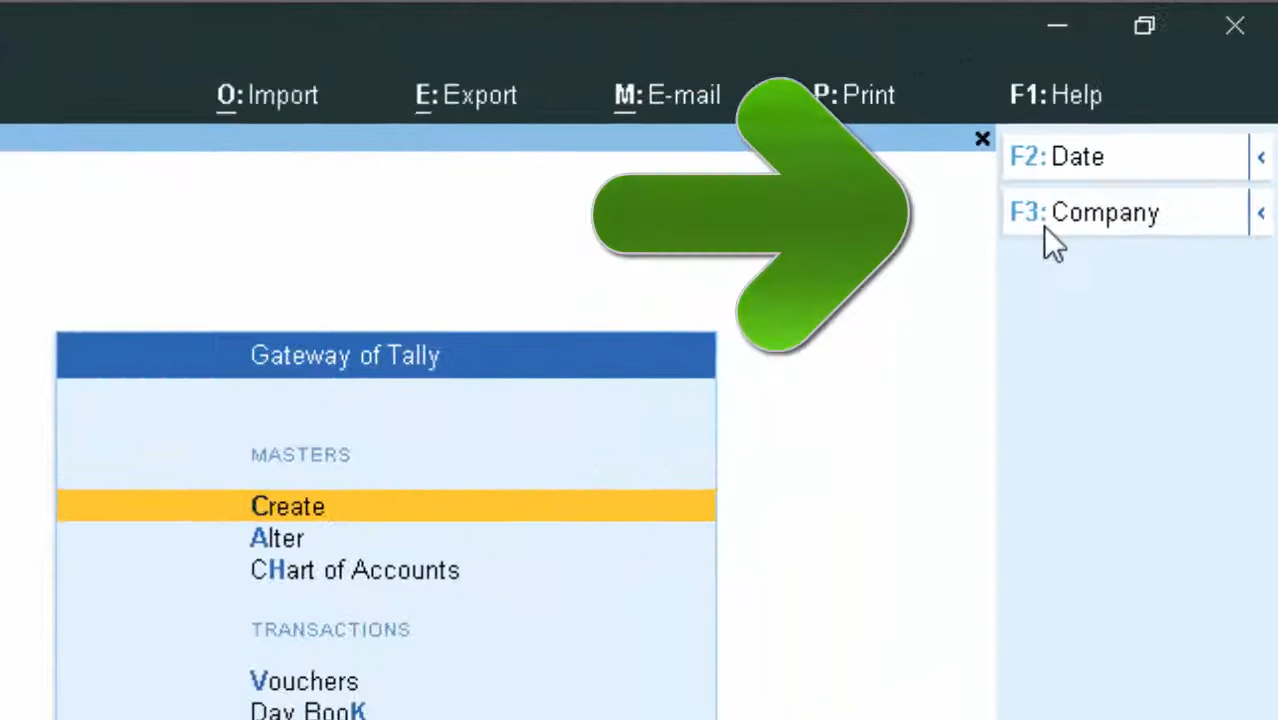 O: Import E: Export M: E-mail P: Print F1: Help
F2: Date
F3: Company
Gateway of Tally
MASTERS
Create
Alter
CHart of Accounts
TRANSACTIONS
Vouchers
Day BooK